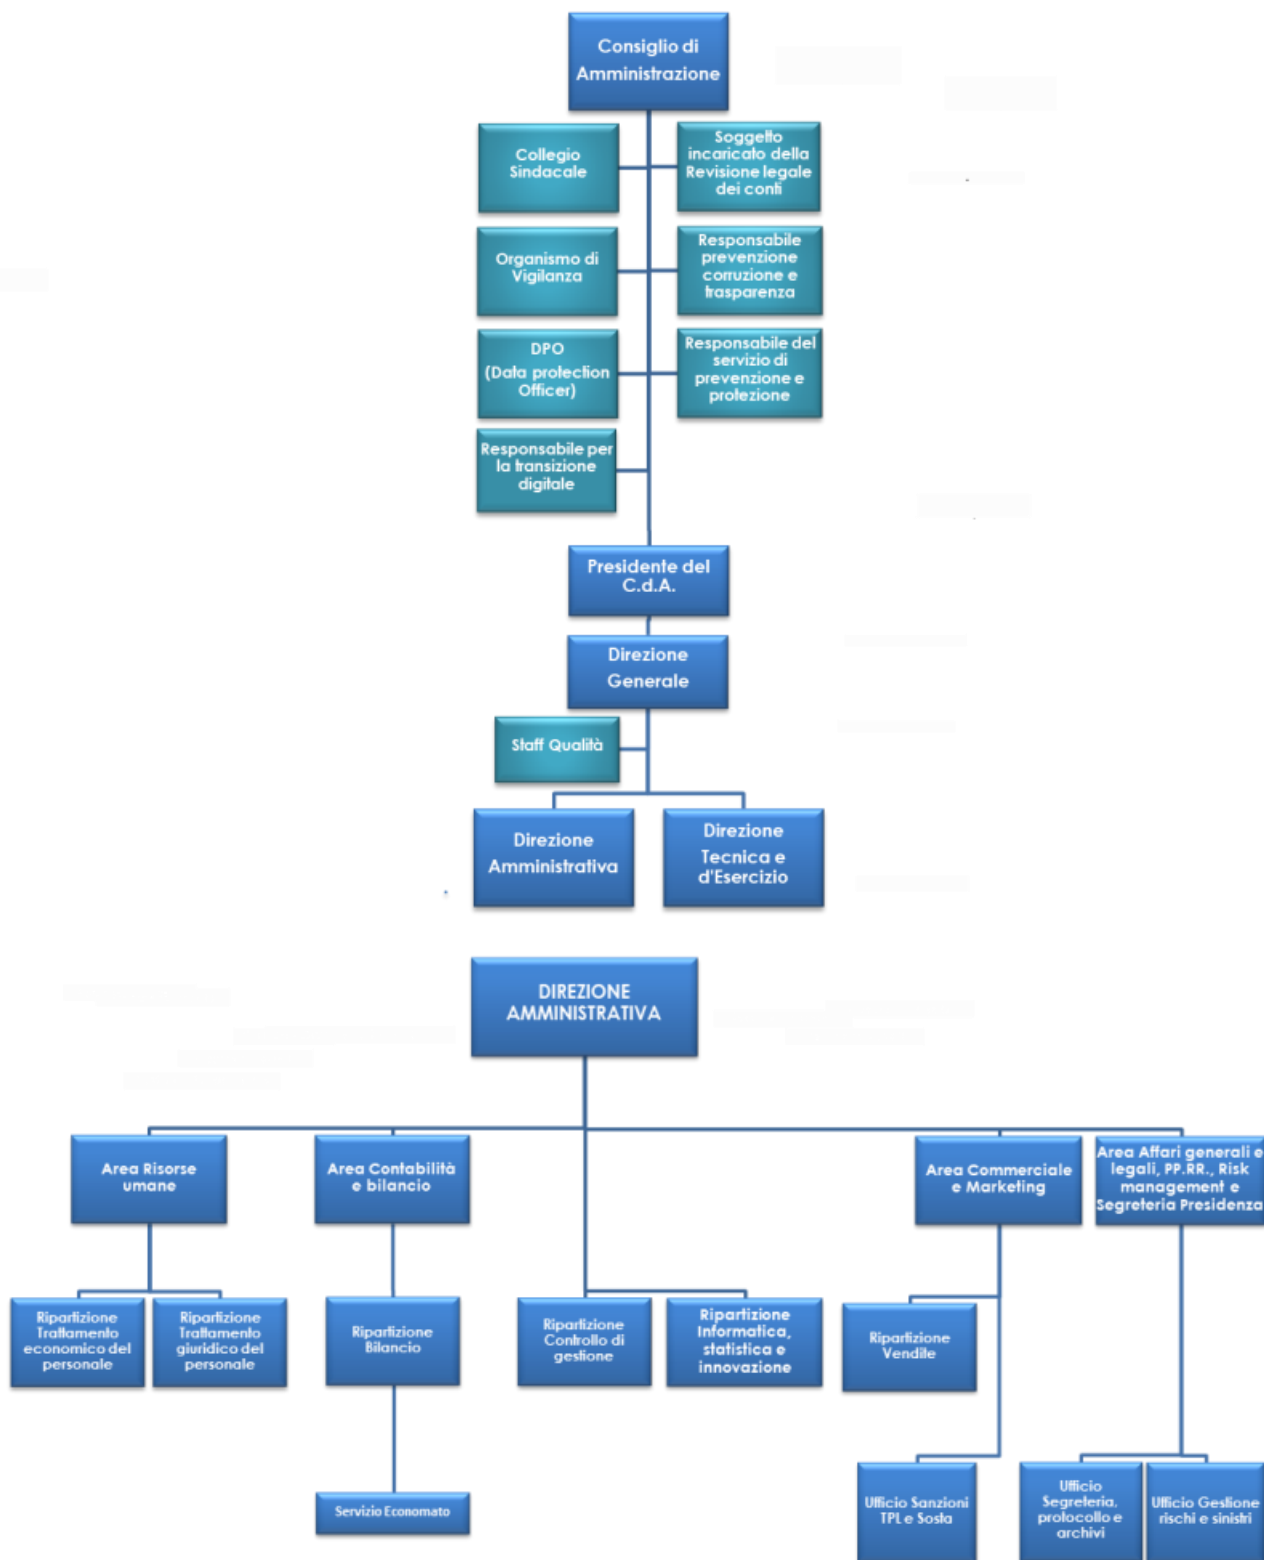 Consiglio di
Amministrazione
Collegio
Sindacale
Soggetto
incaricato della
Revisione legale
dei conti
Organismo di
Vigilanza
Responsabile
prevenzione
corruzione e
trasparenza
DPO
(Data protection
Officer)
Responsabile del
servizio di
prevenzione e
protezione
Responsabile per
la transizione
digitale
Presidente del
C.d.A.
Direzione
Generale
Staff Qualità
Direzione
Amministrativa
Direzione
Tecnica e
d'Esercizio
DIREZIONE
AMMINISTRATIVA
Area Risorse
umane
Area Contabilità
e bilancio
Area Commerciale
e Marketing
Area Affari generali e
legali, PP.RR., Risk
management e
Segreteria Presidenza
Ripartizione
Trattamento
economico del
personale
Ripartizione
Trattamento
giuridico del
personale
Ripartizione
Bilancio
Ripartizione
Controllo di
gestione
Ripartizione
Informatica,
statistica e
innovazione
Ripartizione
Vendite
Servizio Economato
Ufficio Sanzioni
TPL e Sosta
Ufficio
Segreteria,
protocollo e
archivi
Ufficio Gestione
rischi e sinistri